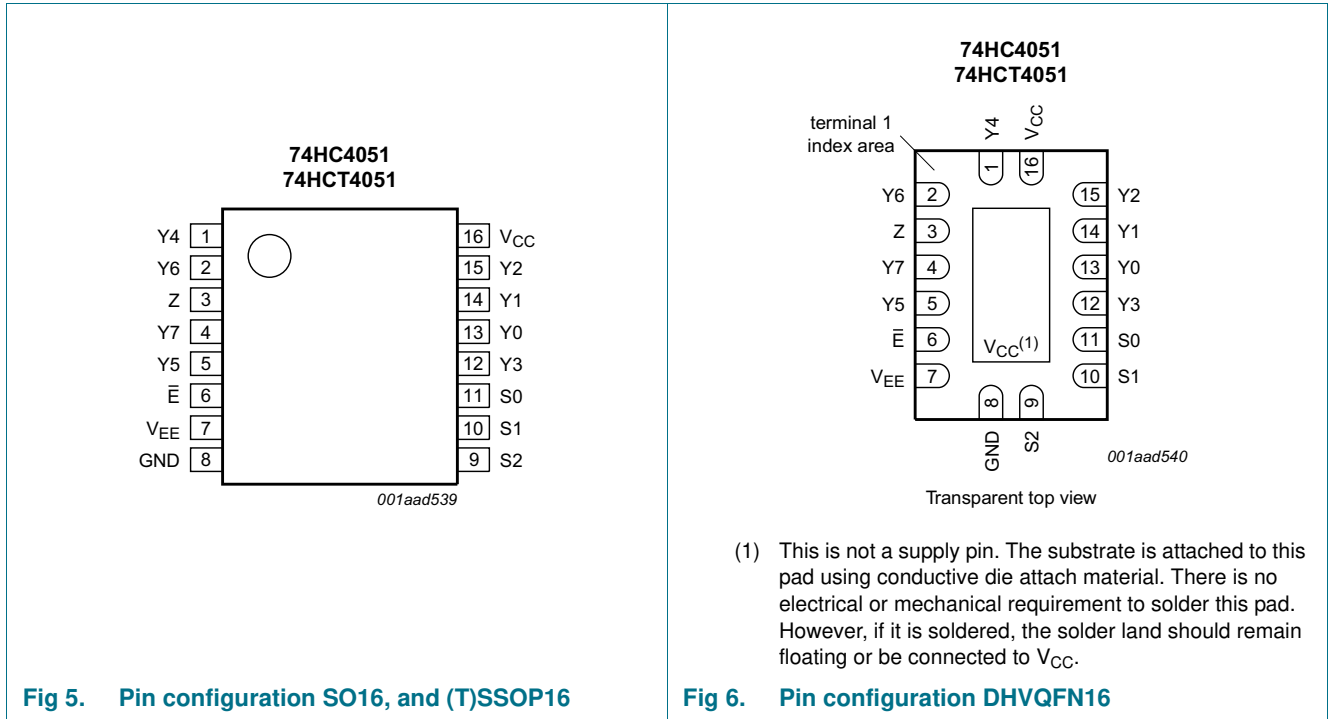 74HC4051
74HCT4051
Y4 1
Y6 2
Z 3
Y7 4
Y5 5
E̅ 6
VEE 7
GND 8
16 VCC
15 Y2
14 Y1
13 Y0
12 Y3
11 S0
10 S1
9 S2
001aad539
Fig 5. Pin configuration SO16, and (T)SSOP16
74HC4051
74HCT4051
terminal 1
index area
Y4
VCC
1
16
Y6 2
Z 3
Y7 4
Y5 5
E̅ 6
VEE 7
15 Y2
14 Y1
13 Y0
12 Y3
11 S0
10 S1
VCC(1)
8
9
GND
S2
001aad540
Transparent top view
(1) This is not a supply pin. The substrate is attached to this
pad using conductive die attach material. There is no
electrical or mechanical requirement to solder this pad.
However, if it is soldered, the solder land should remain
floating or be connected to VCC.
Fig 6. Pin configuration DHVQFN16